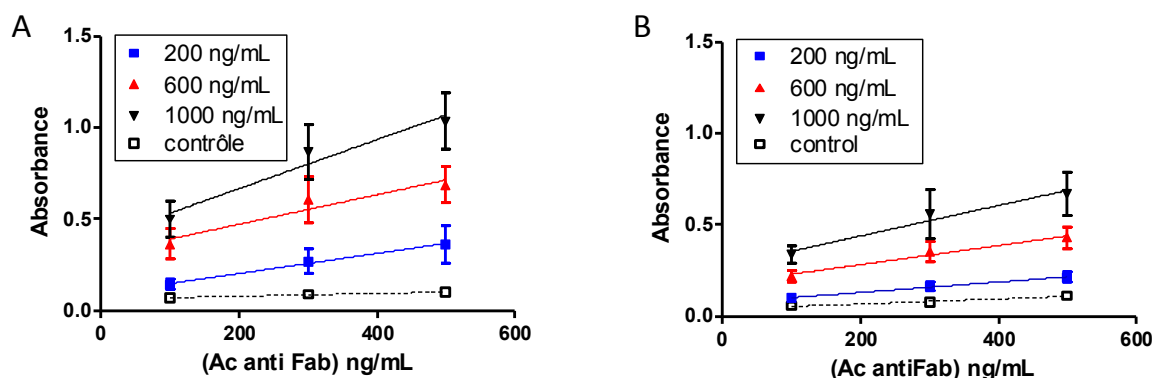 A
Absorbance
1.5
1.0
0.5
0.0
200 ng/mL
600 ng/mL
1000 ng/mL
contrôle
0
200
400
600
(Ac anti Fab) ng/mL
B
Absorbance
1.5
1.0
0.5
0.0
200 ng/mL
600 ng/mL
1000 ng/mL
control
0
200
400
600
(Ac antiFab) ng/mL